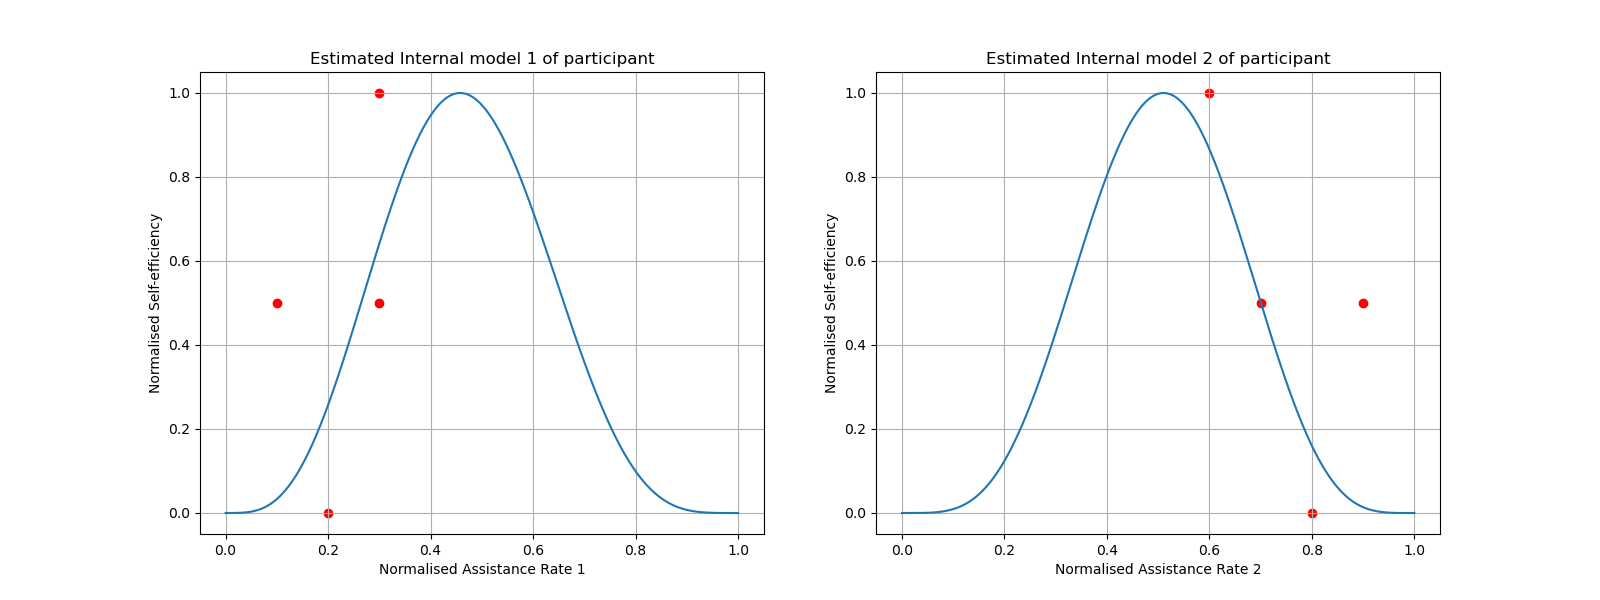 Estimated Internal model 1 of participant
Normalised Self-efficiency
1.0
0.8
0.6
0.4
0.2
0.0
0.0 0.2 0.4 0.6 0.8 1.0
Normalised Assistance Rate 1
Estimated Internal model 2 of participant
Normalised Self-efficiency
1.0
0.8
0.6
0.4
0.2
0.0
0.0 0.2 0.4 0.6 0.8 1.0
Normalised Assistance Rate 2